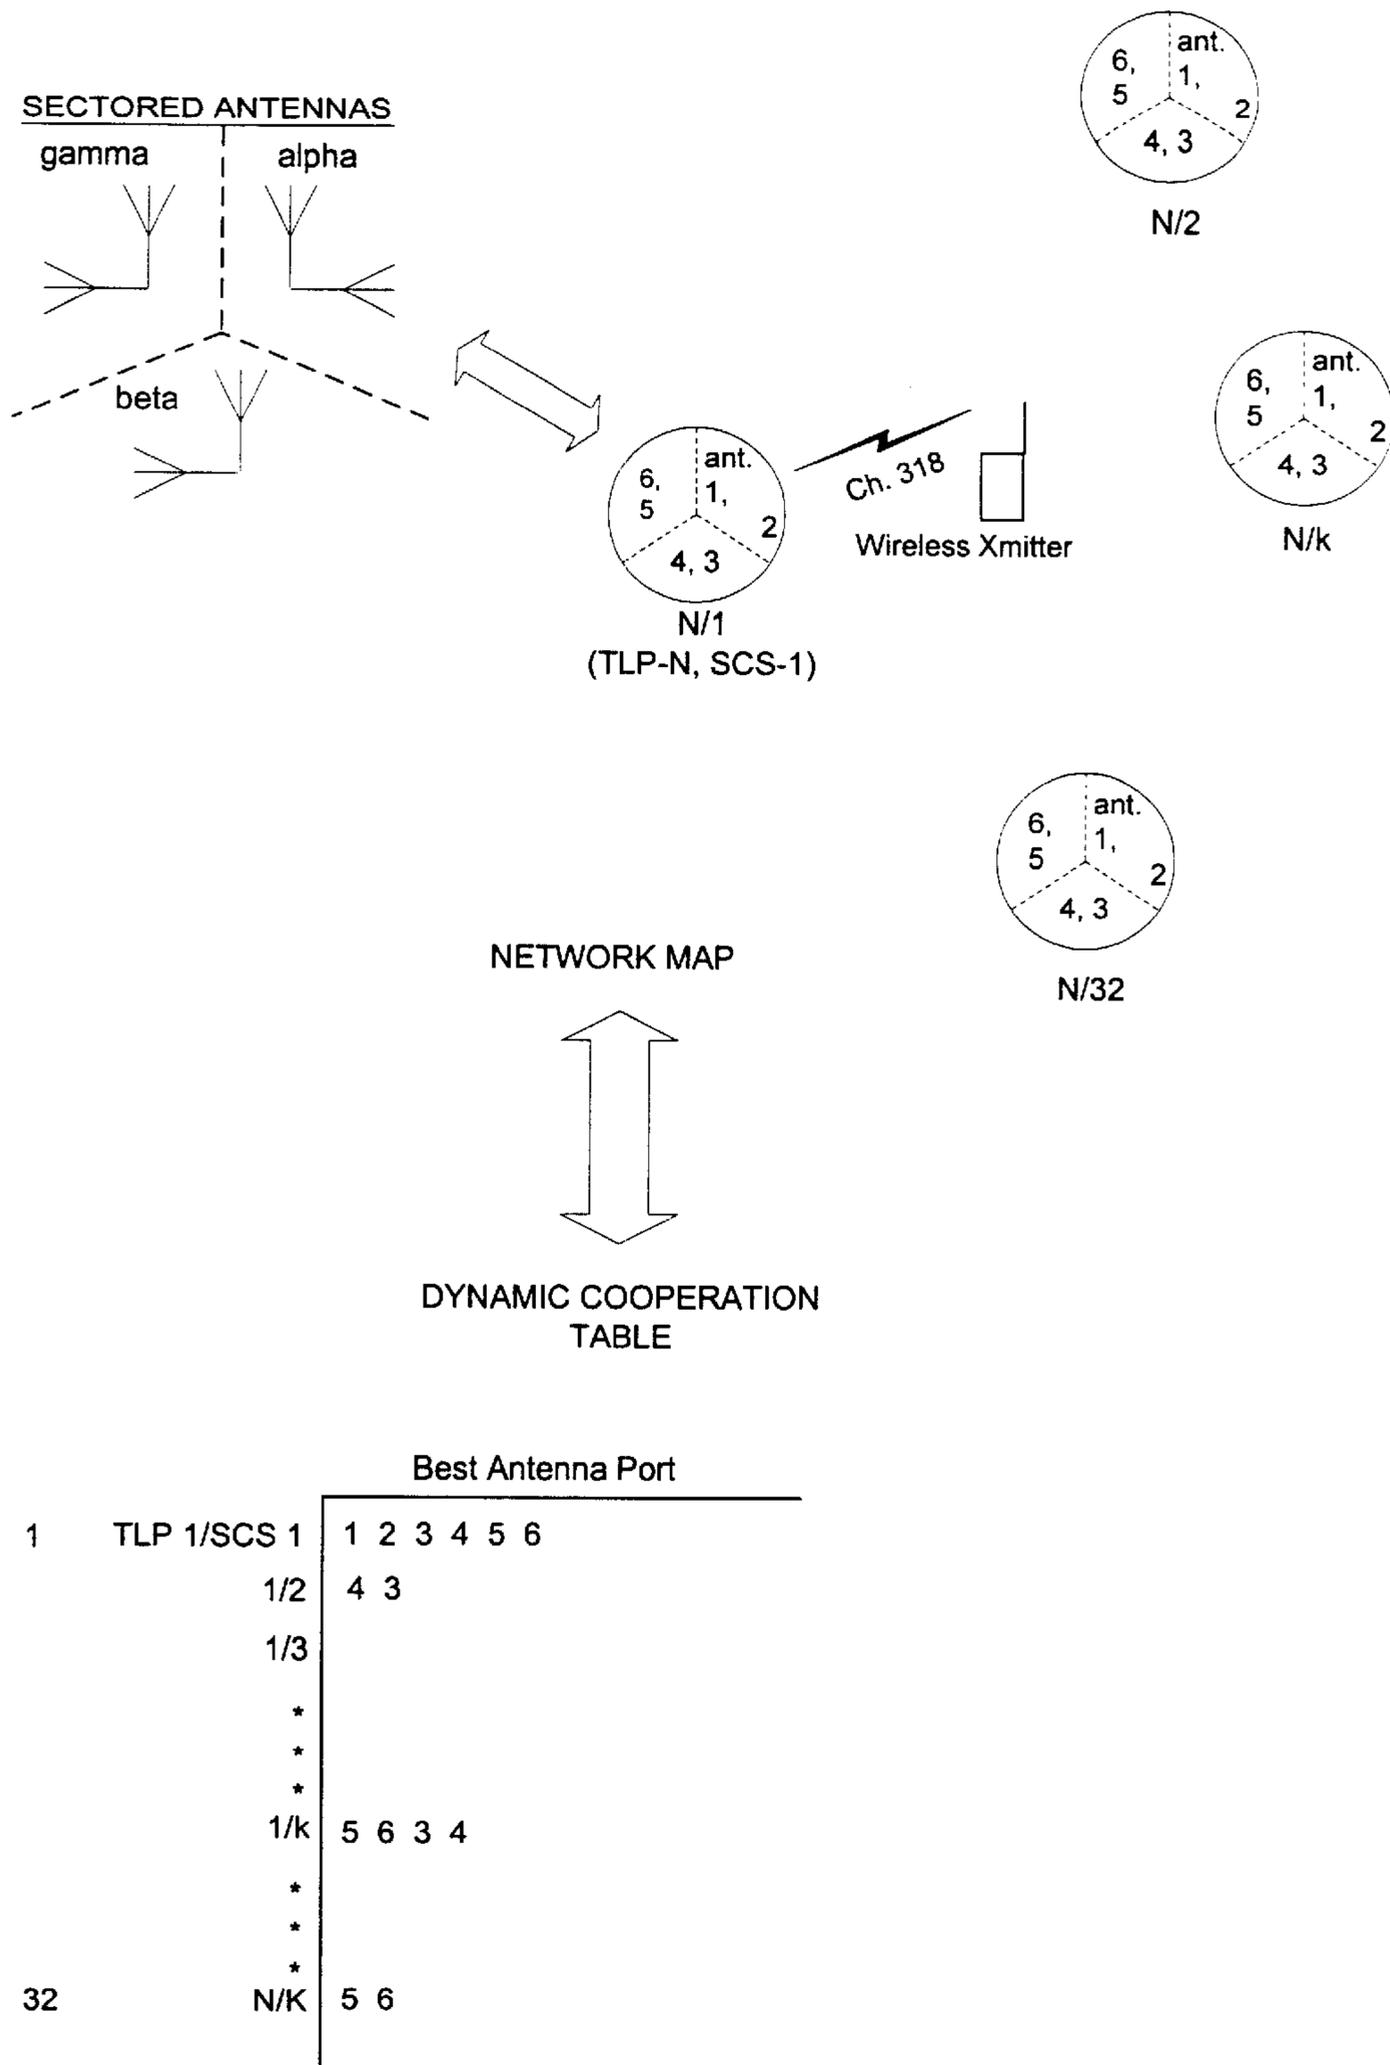 SECTORED ANTENNAS
gamma
alpha
beta
ant.
6,
1,
5
2
4, 3
N/2
ant.
6,
1,
5
2
4, 3
N/k
ant.
6,
1,
5
2
4, 3
N/1
(TLP-N, SCS-1)
Ch. 318
Wireless Xmitter
ant.
6,
1,
5
2
4, 3
N/32
NETWORK MAP
DYNAMIC COOPERATION
TABLE
Best Antenna Port
1 TLP 1/SCS 1 1 2 3 4 5 6
1/2 4 3
1/3
*
*
*
1/k 5 6 3 4
*
*
*
32 N/K 5 6